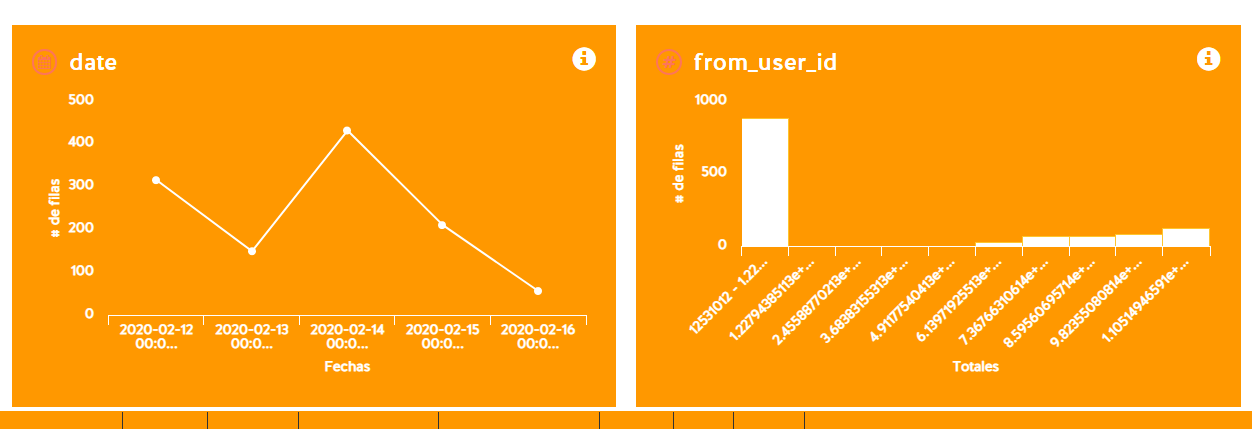 date
500
400
300
200
100
0
# de filas
2020-02-12 00:0...
2020-02-13 00:0...
2020-02-14 00:0...
2020-02-15 00:0...
2020-02-16 00:0...
Fechas
from_user_id
1000
500
0
# de filas
12531012 - 1.22...
1.22794385113e+...
2.45588770213e+...
3.68383155313e+...
4.91177540413e+...
6.13971925513e+...
7.36766310614e+...
8.59560695714e+...
9.82355080814e+...
1.10514946591e+...
Totales